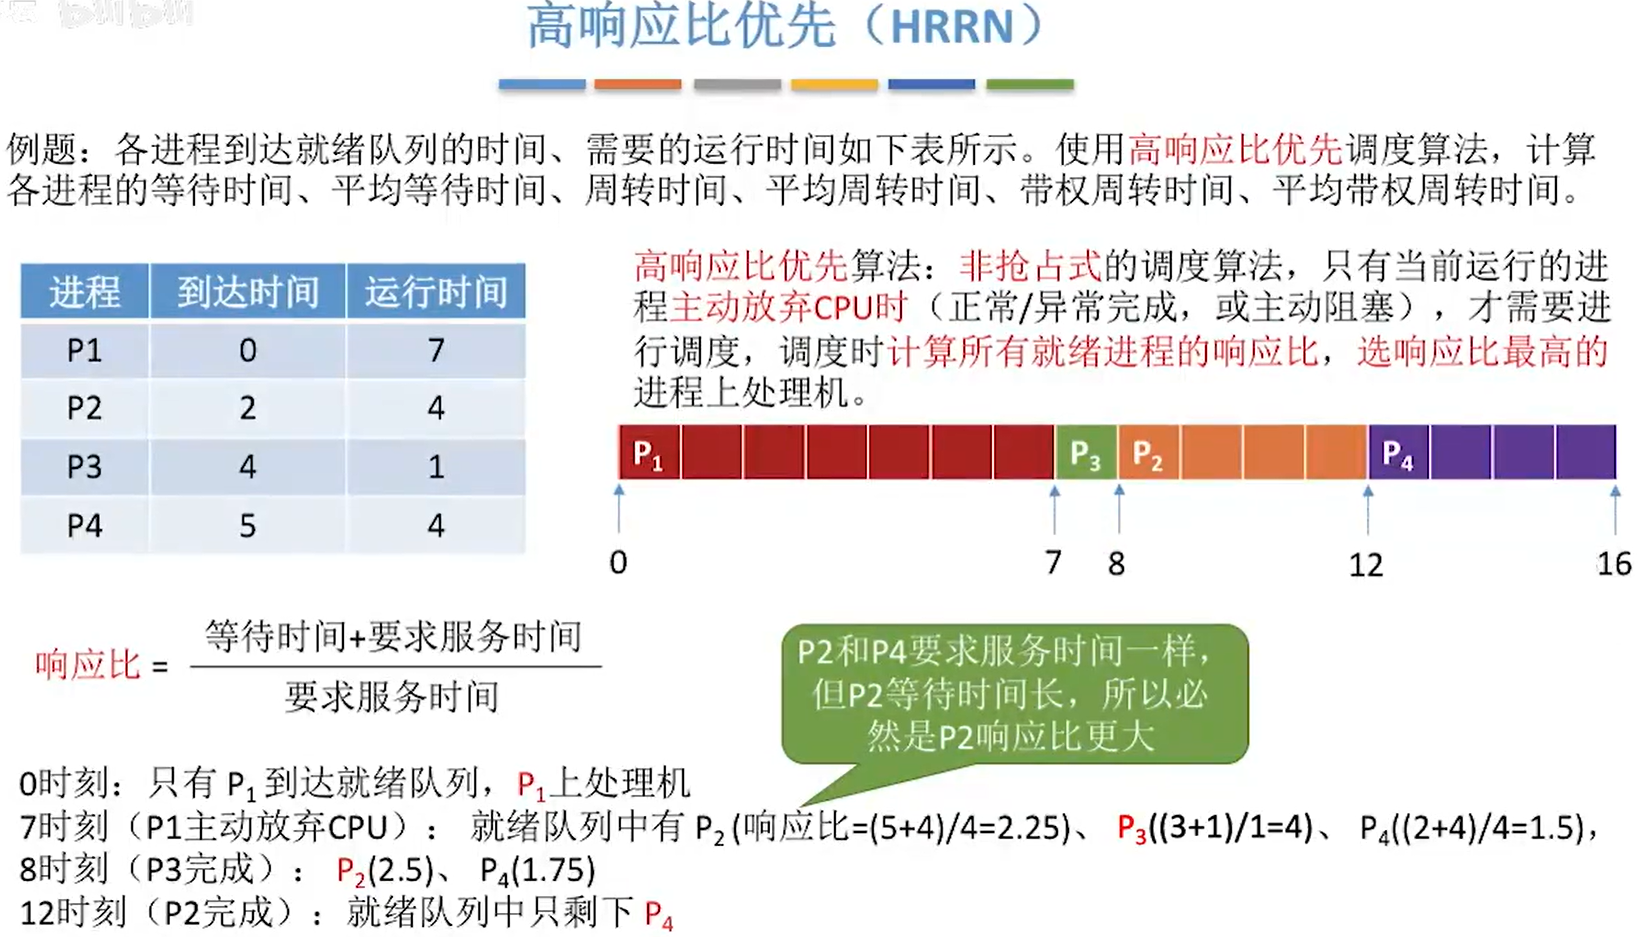 高响应比优先（HRRN）
例题：各进程到达就绪队列的时间、需要的运行时间如下表所示。使用高响应比优先调度算法，计算
各进程的等待时间、平均等待时间、周转时间、平均周转时间、带权周转时间、平均带权周转时间。
进程 到达时间 运行时间
P1 0 7
P2 2 4
P3 4 1
P4 5 4
高响应比优先算法：非抢占式的调度算法，只有当前运行的进
程主动放弃CPU时（正常/异常完成，或主动阻塞），才需要进
行调度，调度时计算所有就绪进程的响应比，选响应比最高的
进程上处理机。
P₁ P₃ P₂ P₄
0 7 8 12 16
响应比 =
等待时间+要求服务时间
要求服务时间
P2和P4要求服务时间一样，
但P2等待时间长，所以必
然是P2响应比更大
0时刻：只有 P₁ 到达就绪队列，P₁上处理机
7时刻（P1主动放弃CPU）： 就绪队列中有 P₂ (响应比=(5+4)/4=2.25)、 P₃((3+1)/1=4)、 P₄((2+4)/4=1.5)，
8时刻（P3完成）： P₂(2.5)、 P₄(1.75)
12时刻（P2完成）：就绪队列中只剩下 P₄